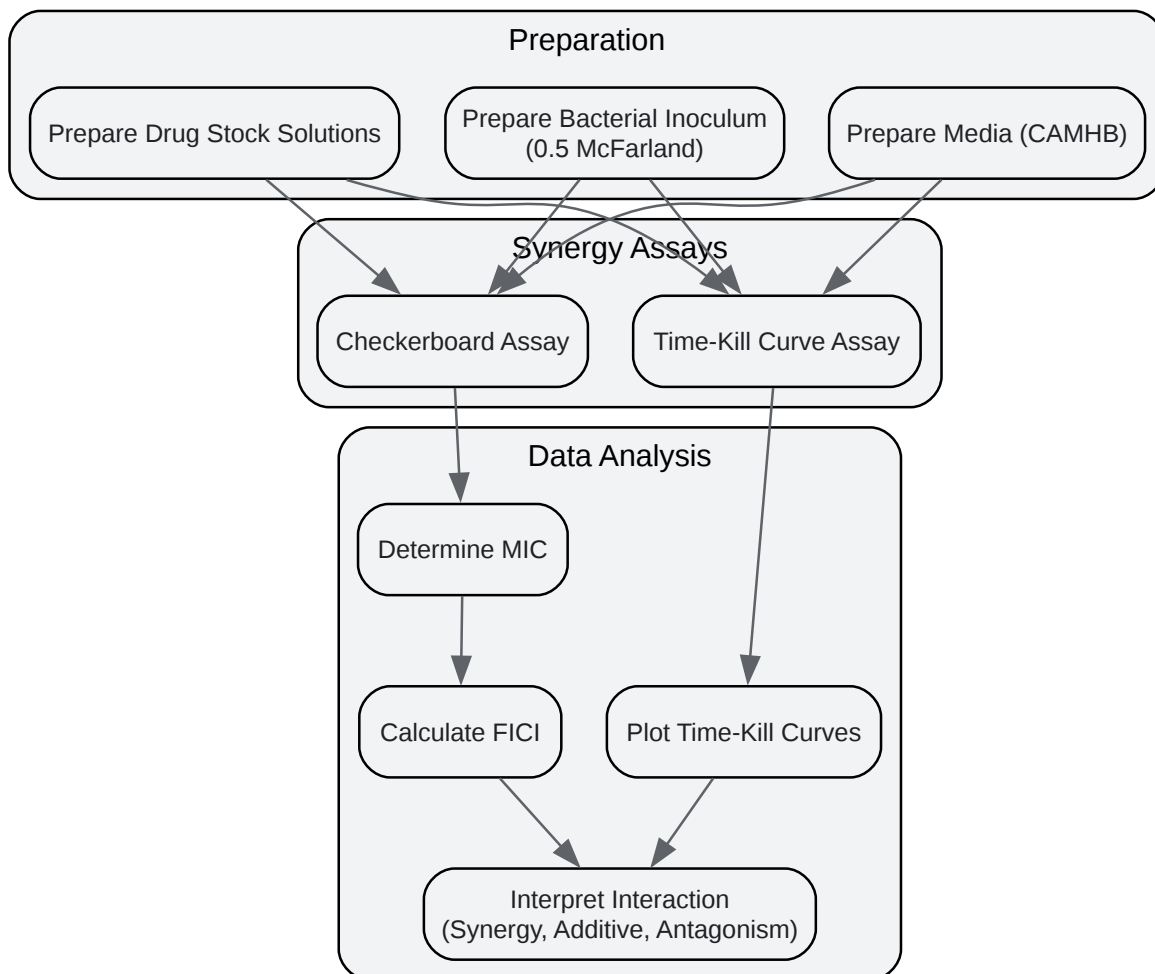 Preparation
Prepare Drug Stock Solutions
Prepare Bacterial Inoculum
(0.5 McFarland)
Prepare Media (CAMHB)
Synergy Assays
Checkerboard Assay
Time-Kill Curve Assay
Data Analysis
Determine MIC
Calculate FICI
Plot Time-Kill Curves
Interpret Interaction
(Synergy, Additive, Antagonism)